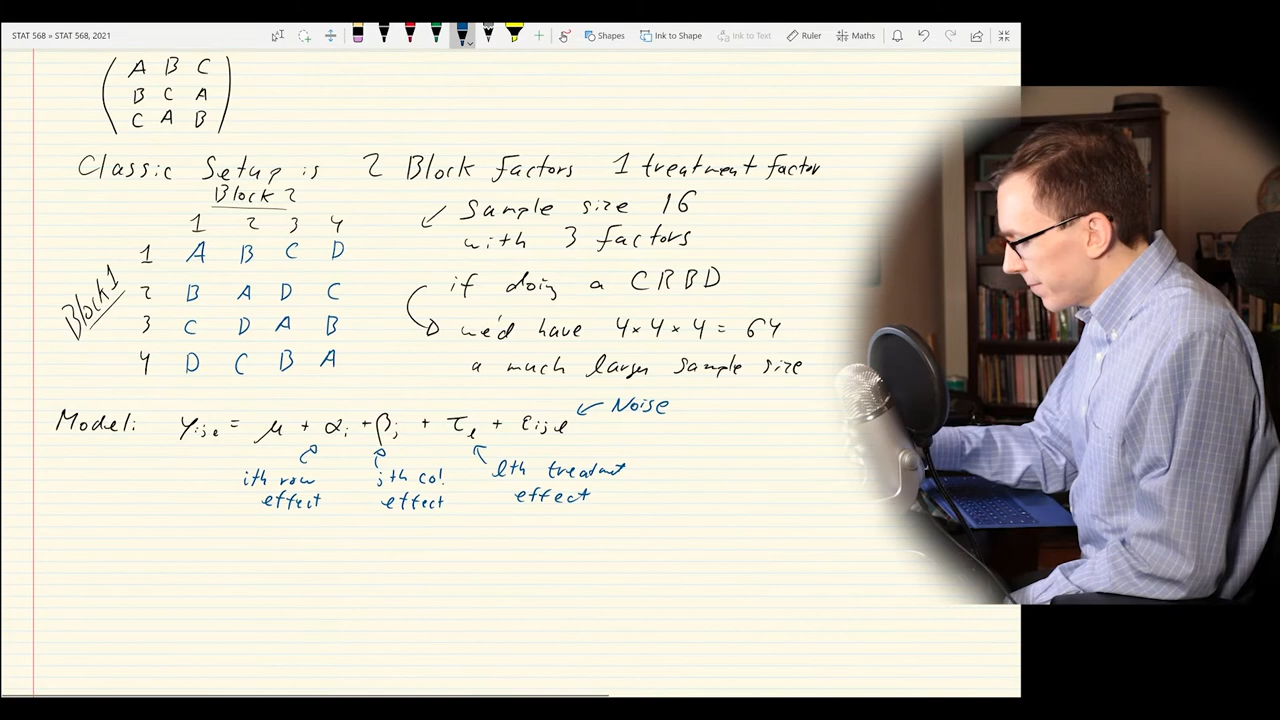 STAT 568 » STAT 568, 2021
Shapes
Ink to Shape
Ink to Text
Ruler
Maths
A B C
B C A
C A B
Classic Setup is 2 Block Factors 1 treatment factor
Block 2
1 2 3 4
Block 1
1 A B C D
2 B A D C
3 C D A B
4 D C B A
Sample size 16
with 3 factors
if doing a CRBD
we'd have 4×4×4 = 64
a much larger sample size
Model: yijℓ = μ + αi + βj + τℓ + εijℓ
Noise
ith row effect
jth col effect
ℓth treatment effect